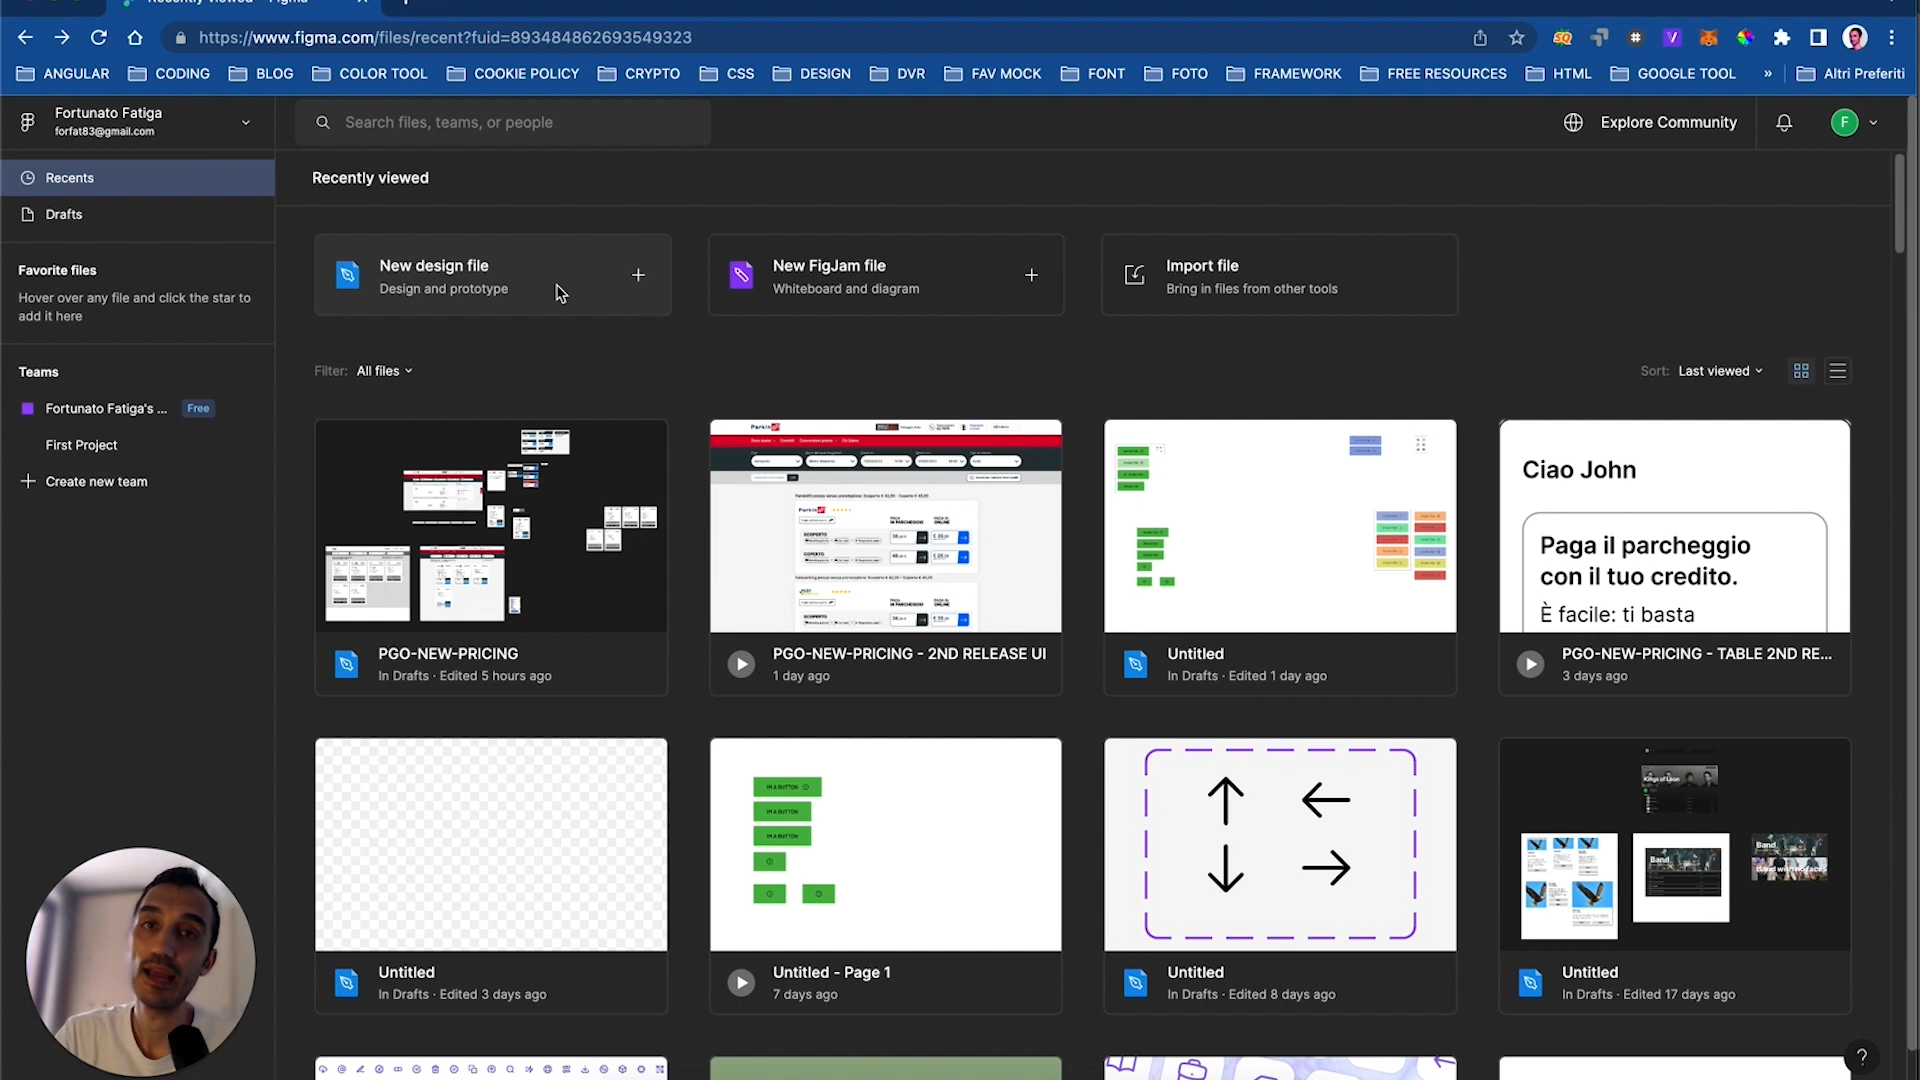 https://www.figma.com/files/recent?fuid=893484862693549323
ANGULAR CODING BLOG COLOR TOOL COOKIE POLICY CRYPTO CSS DESIGN DVR FAV MOCK FONT FOTO FRAMEWORK FREE RESOURCES HTML GOOGLE TOOL » Altri Preferiti
Fortunato Fatiga
forfat83@gmail.com
Search files, teams, or people
Explore Community
F
Recents
Drafts
Favorite files
Hover over any file and click the star to
add it here
Teams
Fortunato Fatiga's ... Free
First Project
Create new team
Recently viewed
New design file
Design and prototype
New FigJam file
Whiteboard and diagram
Import file
Bring in files from other tools
Filter: All files
Sort: Last viewed
Ciao John
Paga il parcheggio
con il tuo credito.
È facile: ti basta
PGO-NEW-PRICING
In Drafts · Edited 5 hours ago
PGO-NEW-PRICING - 2ND RELEASE UI
1 day ago
Untitled
In Drafts · Edited 1 day ago
PGO-NEW-PRICING - TABLE 2ND RE...
3 days ago
I'M A BUTTON
I'M A BUTTON
I'M A BUTTON
Kings of Leon
Band
Band
Untitled
In Drafts · Edited 3 days ago
Untitled - Page 1
7 days ago
Untitled
In Drafts · Edited 8 days ago
Untitled
In Drafts · Edited 17 days ago
?